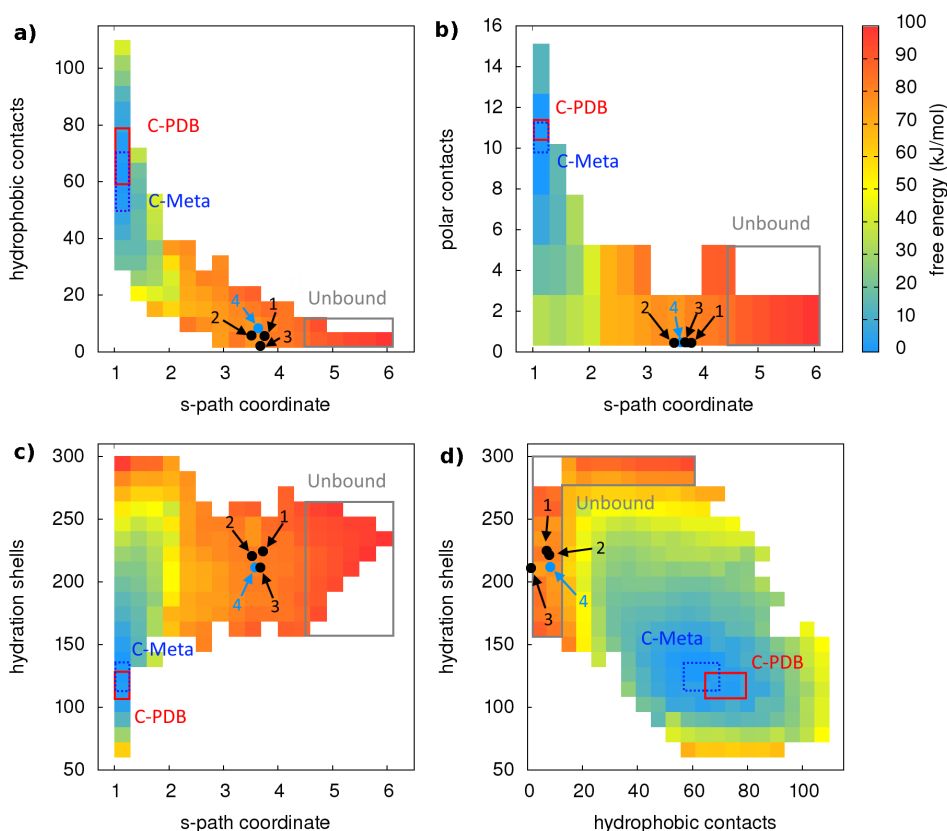 a)
hydrophobic contacts
100
80
60
40
20
0
C-PDB
C-Meta
Unbound
4
1
2
3
1 2 3 4 5 6
s-path coordinate
b)
polar contacts
16
14
12
10
8
6
4
2
0
C-PDB
C-Meta
Unbound
2 4 3 1
1 2 3 4 5 6
s-path coordinate
100
90
80
70
60
50
40
30
20
10
0
free energy (kJ/mol)
c)
hydration shells
300
250
200
150
100
50
Unbound
2 1
4 3
C-Meta
C-PDB
1 2 3 4 5 6
s-path coordinate
d)
hydration shells
300
250
200
150
100
50
Unbound
1
2
3
4
C-Meta
C-PDB
0 20 40 60 80 100
hydrophobic contacts